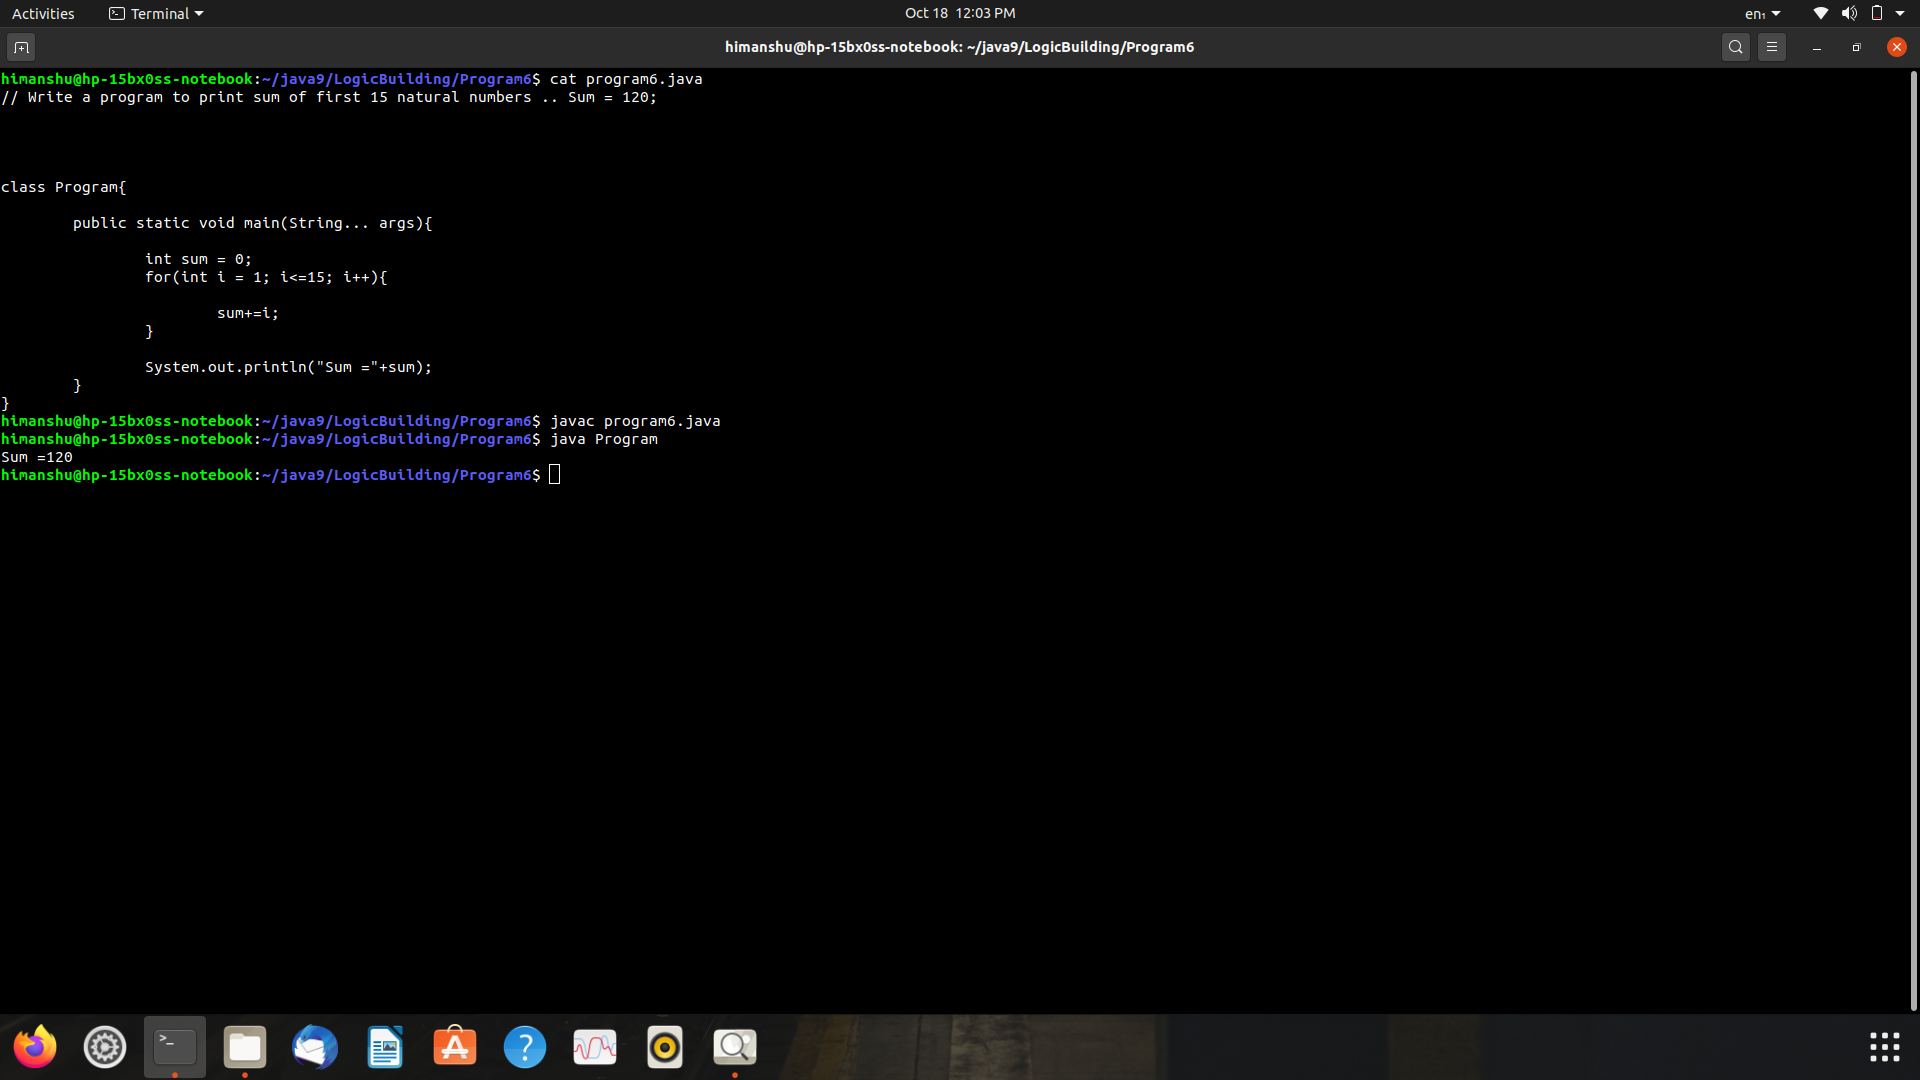 Activities Terminal Oct 18 12:03 PM en₁
himanshu@hp-15bx0ss-notebook: ~/java9/LogicBuilding/Program6
himanshu@hp-15bx0ss-notebook:~/java9/LogicBuilding/Program6$ cat program6.java
// Write a program to print sum of first 15 natural numbers .. Sum = 120;
class Program{
public static void main(String... args){
int sum = 0;
for(int i = 1; i<=15; i++){
sum+=i;
}
System.out.println("Sum ="+sum);
}
}
himanshu@hp-15bx0ss-notebook:~/java9/LogicBuilding/Program6$ javac program6.java
himanshu@hp-15bx0ss-notebook:~/java9/LogicBuilding/Program6$ java Program
Sum =120
himanshu@hp-15bx0ss-notebook:~/java9/LogicBuilding/Program6$